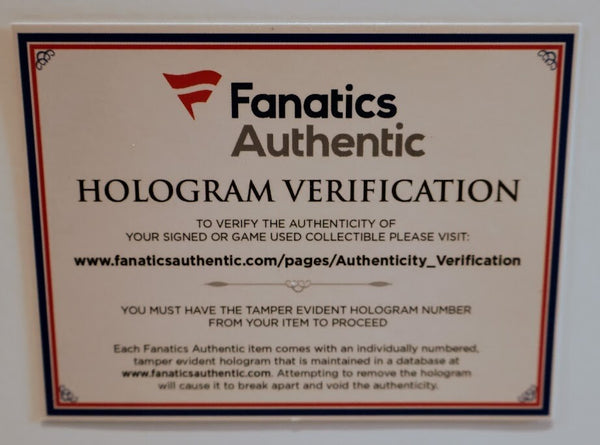 Fanatics
Authentic
HOLOGRAM VERIFICATION
TO VERIFY THE AUTHENTICITY OF
YOUR SIGNED OR GAME USED COLLECTIBLE PLEASE VISIT:
www.fanaticsauthentic.com/pages/Authenticity_Verification
YOU MUST HAVE THE TAMPER EVIDENT HOLOGRAM NUMBER
FROM YOUR ITEM TO PROCEED
Each Fanatics Authentic item comes with an individually numbered,
tamper evident hologram that is maintained in a database at
www.fanaticsauthentic.com. Attempting to remove the hologram
will cause it to break apart and void the authenticity.